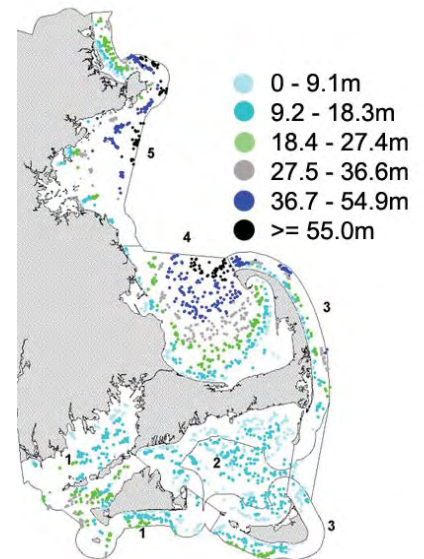 0 - 9.1m
9.2 - 18.3m
18.4 - 27.4m
27.5 - 36.6m
36.7 - 54.9m
>= 55.0m
5
4
3
1
2
1
3